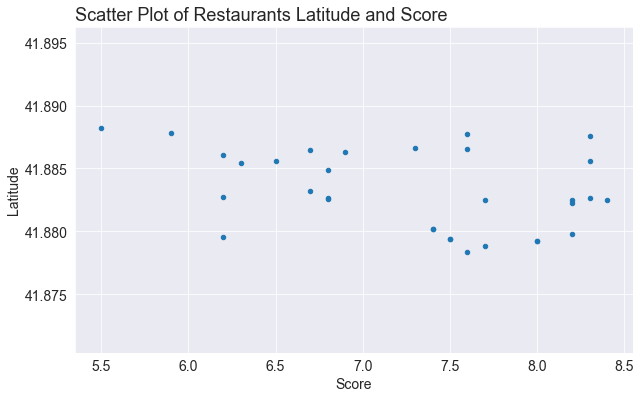 Scatter Plot of Restaurants Latitude and Score
41.895
41.890
41.885
41.880
41.875
Latitude
5.5 6.0 6.5 7.0 7.5 8.0 8.5
Score